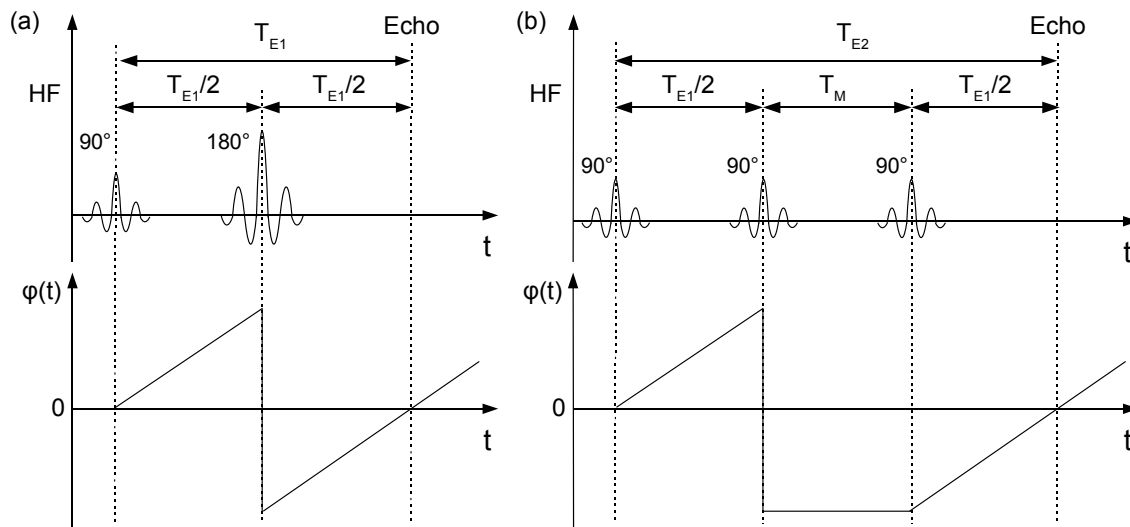 (a)
Echo
T_E1
T_E1/2 T_E1/2
HF
90° 180°
t
φ(t)
0
t
(b)
Echo
T_E2
T_E1/2 T_M T_E1/2
HF
90° 90° 90°
t
φ(t)
0
t